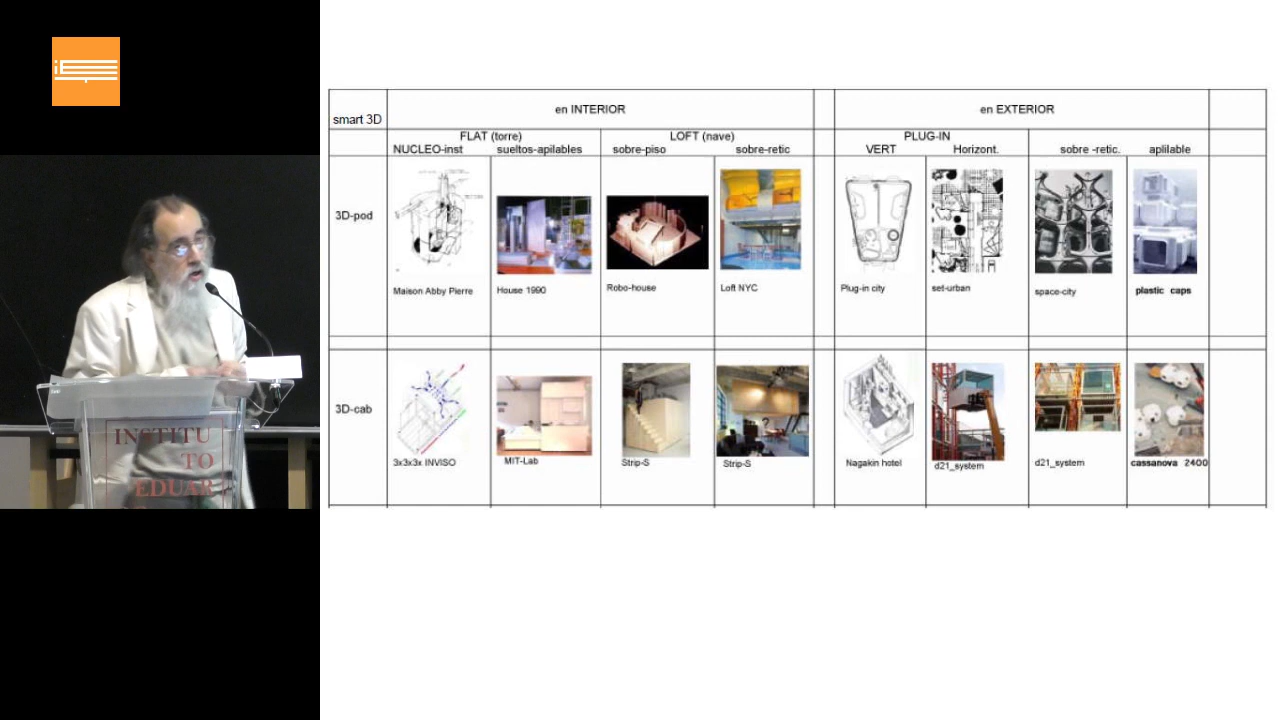 en INTERIOR
en EXTERIOR
smart 3D
FLAT (torre)
LOFT (nave)
PLUG-IN
NUCLEO-inst
sueltos-apilables
sobre-piso
sobre-retic
VERT
Horizont.
sobre -retic.
aplilable
3D-pod
Maison Abby Pierre
House 1990
Robo-house
Loft NYC
Plug-in city
set-urban
space-city
plastic caps
3D-cab
3x3x3x INVISO
MIT-Lab
Strip-S
Strip-S
Nagakin hotel
d21_system
d21_system
cassanova 2400
INSTITU
TO
EDUAR